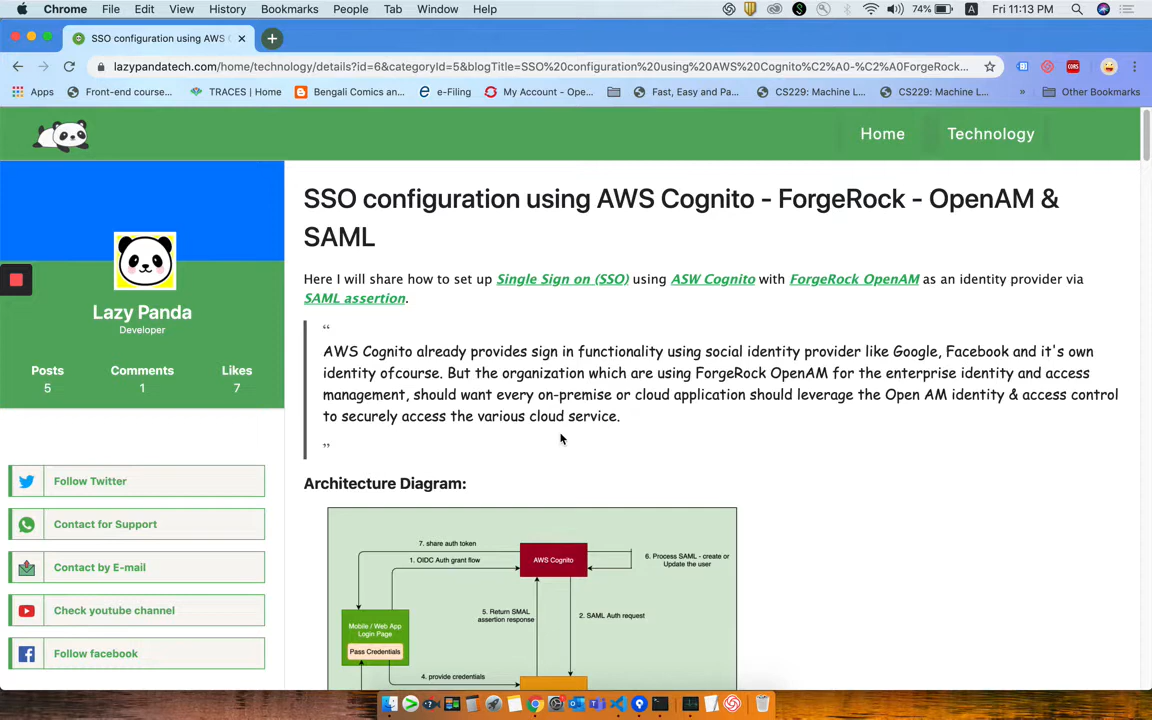 Chrome File Edit View History Bookmarks People Tab Window Help
74% A Fri 11:13 PM
SSO configuration using AWS C
lazypandatech.com/home/technology/details?id=6&categoryId=5&blogTitle=SSO%20configuration%20using%20AWS%20Cognito%C2%A0-%C2%A0ForgeRock...
CORS
Apps Front-end course... TRACES | Home Bengali Comics an... e-Filing My Account - Ope... Fast, Easy and Pa... CS229: Machine L... CS229: Machine L... » Other Bookmarks
Home Technology
SSO configuration using AWS Cognito - ForgeRock - OpenAM &
SAML
Here I will share how to set up Single Sign on (SSO) using ASW Cognito with ForgeRock OpenAM as an identity provider via
SAML assertion.
“
AWS Cognito already provides sign in functionality using social identity provider like Google, Facebook and it's own
identity ofcourse. But the organization which are using ForgeRock OpenAM for the enterprise identity and access
management, should want every on-premise or cloud application should leverage the Open AM identity & access control
to securely access the various cloud service.
”
Lazy Panda
Developer
Posts Comments Likes
5 1 7
Follow Twitter
Contact for Support
Contact by E-mail
Check youtube channel
Follow facebook
Architecture Diagram:
7. share auth token
1. OIDC Auth grant flow
AWS Cognito
6. Process SAML - create or
Update the user
5. Return SMAL
assertion response
2. SAML Auth request
Mobile / Web App
Login Page
Pass Credentials
4. provide credentials